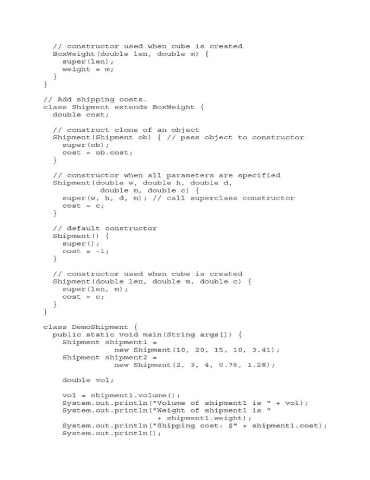 // constructor used when cube is created
BoxWeight(double len, double m) {
super(len);
weight = m;
}
}
// Add shipping costs.
class Shipment extends BoxWeight {
double cost;
// construct clone of an object
Shipment(Shipment ob) { // pass object to constructor
super(ob);
cost = ob.cost;
}
// constructor when all parameters are specified
Shipment(double w, double h, double d,
double m, double c) {
super(w, h, d, m); // call superclass constructor
cost = c;
}
// default constructor
Shipment() {
super();
cost = -1;
}
// constructor used when cube is created
Shipment(double len, double m, double c) {
super(len, m);
cost = c;
}
}
class DemoShipment {
public static void main(String args[]) {
Shipment shipment1 =
new Shipment(10, 20, 15, 10, 3.41);
Shipment shipment2 =
new Shipment(2, 3, 4, 0.76, 1.28);
double vol;
vol = shipment1.volume();
System.out.println("Volume of shipment1 is " + vol);
System.out.println("Weight of shipment1 is "
+ shipment1.weight);
System.out.println("Shipping cost: $" + shipment1.cost);
System.out.println();